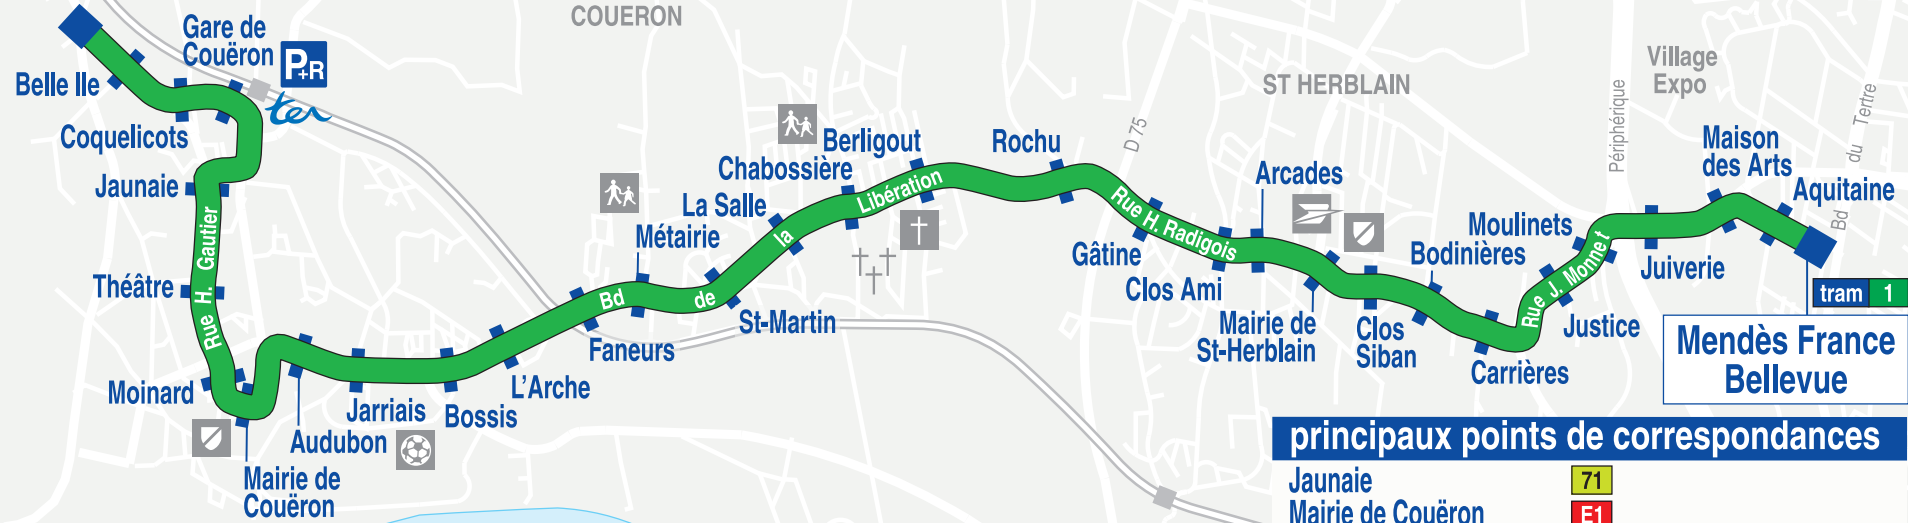 COUERON
Gare de
Couëron
P+R
ter
Belle Ile
Coquelicots
Jaunaie
Rue H. Gautier
Théâtre
Moinard
Mairie de
Couëron
Audubon
Jarriais
Bossis
L'Arche
Faneurs
Métairie
La Salle
St-Martin
Chabossière
Berligout
Bd de la Libération
Rochu
D 75
ST HERBLAIN
Rue H. Radigois
Gâtine
Clos Ami
Arcades
Mairie de
St-Herblain
Clos
Siban
Bodinières
Carrières
Moulinets
Rue J. Monnet
Justice
Juiverie
Périphérique
Village
Expo
Maison
des Arts
Aquitaine
Bd du Tertre
tram 1
Mendès France
Bellevue
principaux points de correspondances
Jaunaie 71
Mairie de Couëron E1